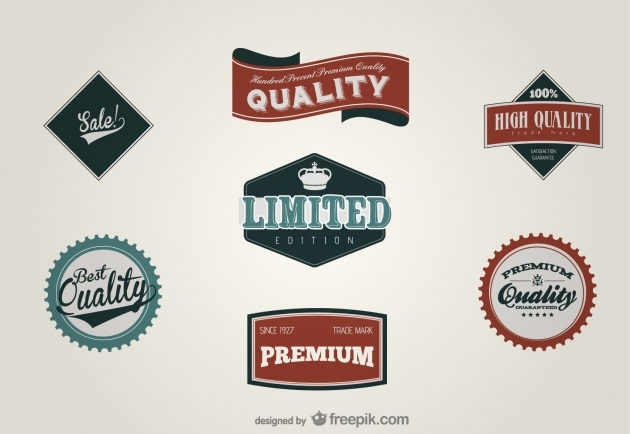 Sale!
Hundred Precent Premium Quality
QUALITY
100%
HIGH QUALITY
trade mark
SATISFACTION
GUARANTEE
LIMITED
EDITION
Best
Quality
PREMIUM
Quality
GUARANTEED
SINCE 1927 TRADE MARK
PREMIUM
designed by freepik.com